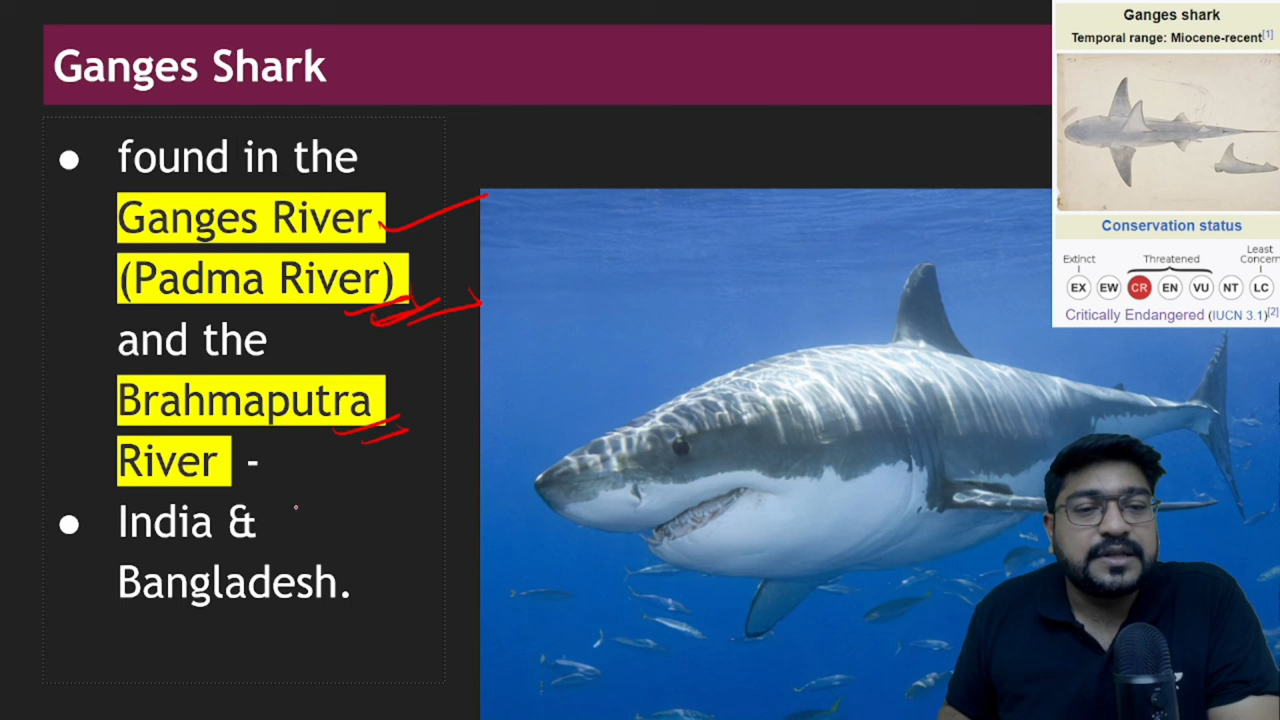 Ganges Shark
● found in the
Ganges River
(Padma River)
and the
Brahmaputra
River -
● India &
Bangladesh.
Ganges shark
Temporal range: Miocene-recent[1]
Conservation status
Extinct
Threatened
Least
Concern
EX EW CR EN VU NT LC
Critically Endangered (IUCN 3.1)[2]